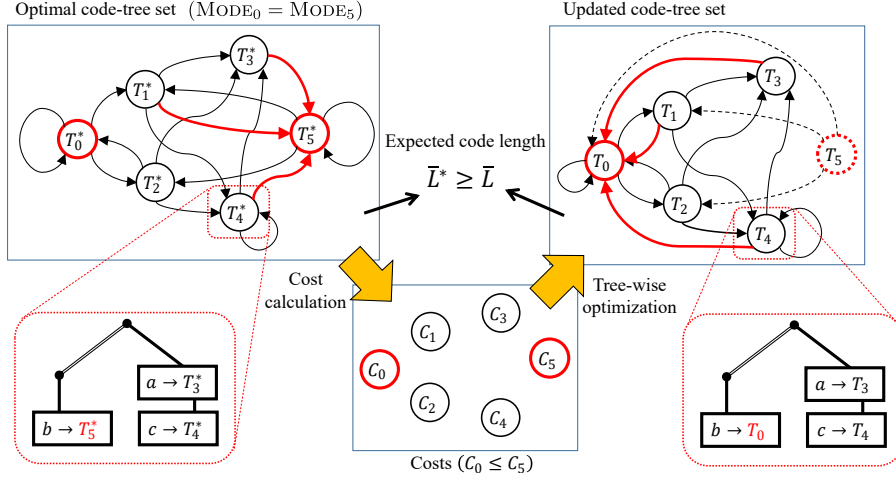 Optimal code-tree set (MODE₀ = MODE₅)
T₃*
T₁*
T₀*
T₅*
T₂*
T₄*
Expected code length
L̄* ≥ L̄
Updated code-tree set
T₃
T₁
T₀
T₅
T₂
T₄
Cost
calculation
Tree-wise
optimization
C₃
C₁
C₀
C₅
C₂
C₄
Costs (C₀ ≤ C₅)
a → T₃*
b → T₅*
c → T₄*
a → T₃
b → T₀
c → T₄